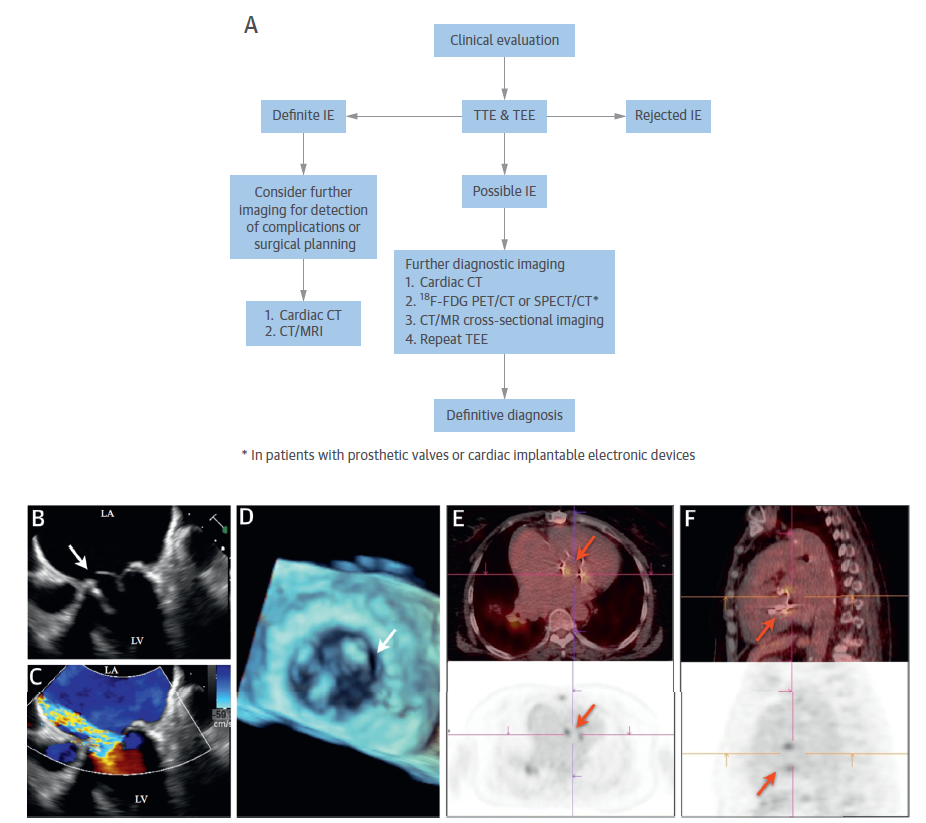 A
Clinical evaluation
Definite IE
TTE & TEE
Rejected IE
Consider further
imaging for detection
of complications or
surgical planning
Possible IE
1. Cardiac CT
2. CT/MRI
Further diagnostic imaging
1. Cardiac CT
2. ¹⁸F-FDG PET/CT or SPECT/CT*
3. CT/MR cross-sectional imaging
4. Repeat TEE
Definitive diagnosis
* In patients with prosthetic valves or cardiac implantable electronic devices
B
LA
LV
C
LA
cm/s
LV
D
E
F